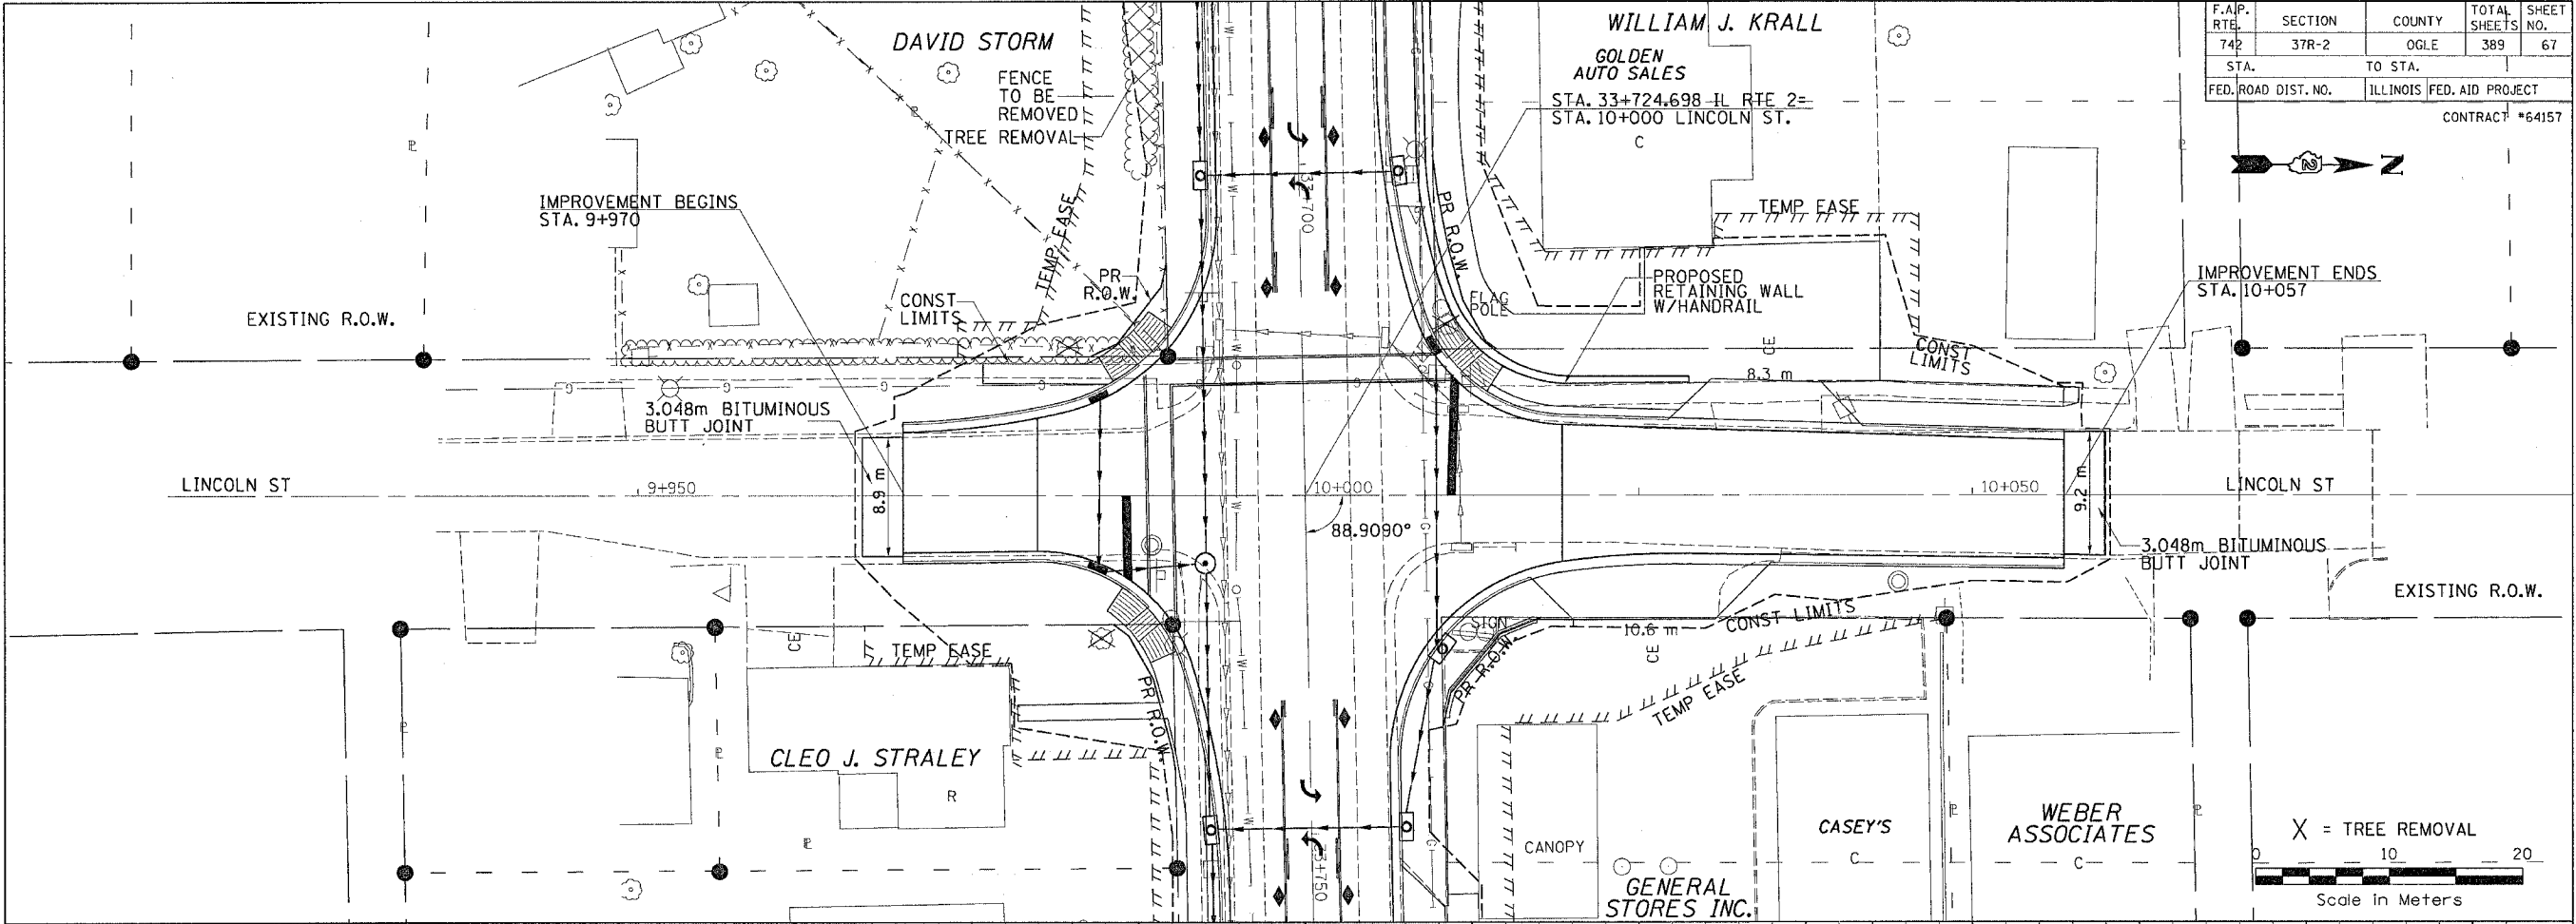 F.A.P. RTE.
SECTION
COUNTY
TOTAL SHEETS
SHEET NO.
742
37R-2
OGLE
389
67
STA.
TO STA.
FED. ROAD DIST. NO.
ILLINOIS
FED. AID PROJECT
CONTRACT #64157
N
DAVID STORM
FENCE
TO BE
REMOVED
TREE REMOVAL
WILLIAM J. KRALL
GOLDEN
AUTO SALES
STA. 33+724.698 IL RTE 2=
STA. 10+000 LINCOLN ST.
C
IMPROVEMENT BEGINS
STA. 9+970
TEMP EASE
PR
R.O.W.
CONST
LIMITS
EXISTING R.O.W.
33+700
PR R.O.W.
TEMP EASE
FLAG
POLE
PROPOSED
RETAINING WALL
W/HANDRAIL
IMPROVEMENT ENDS
STA. 10+057
CE
CONST
LIMITS
8.3 m
3.048m BITUMINOUS
BUTT JOINT
LINCOLN ST
9+950
8.9 m
10+000
88.9090°
10+050
9.2 m
LINCOLN ST
3.048m BITUMINOUS
BUTT JOINT
EXISTING R.O.W.
CE
TEMP EASE
SIGN
10.6 m
CONST LIMITS
CE
PR R.O.W.
PR R.O.W.
TEMP EASE
CLEO J. STRALEY
R
33+750
CANOPY
GENERAL
STORES INC.
CASEY'S
C
WEBER
ASSOCIATES
C
X = TREE REMOVAL
0 10 20
Scale in Meters